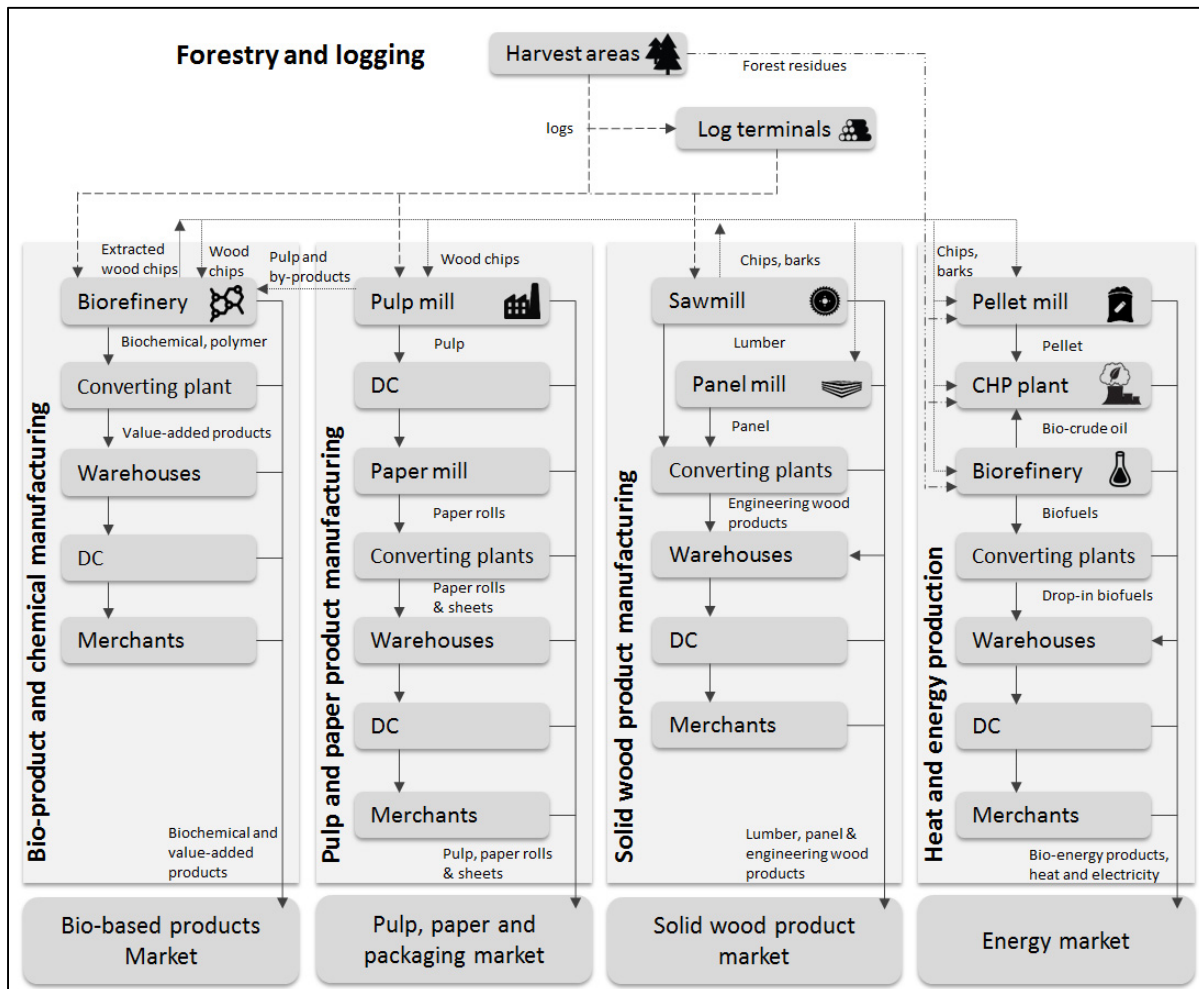 Forestry and logging
Harvest areas
Forest residues
logs
Log terminals
Bio-product and chemical manufacturing
Extracted
wood chips
Wood
chips
Pulp and
by-products
Biorefinery
Biochemical, polymer
Converting plant
Value-added products
Warehouses
DC
Merchants
Biochemical and
value-added
products
Bio-based products
Market
Pulp and paper product manufacturing
Wood chips
Pulp mill
Pulp
DC
Paper mill
Paper rolls
Converting plants
Paper rolls
& sheets
Warehouses
DC
Merchants
Pulp, paper rolls
& sheets
Pulp, paper and
packaging market
Solid wood product manufacturing
Chips, barks
Sawmill
Lumber
Panel mill
Panel
Converting plants
Engineering wood
products
Warehouses
DC
Merchants
Lumber, panel &
engineering wood
products
Solid wood product
market
Heat and energy production
Chips,
barks
Pellet mill
Pellet
CHP plant
Bio-crude oil
Biorefinery
Biofuels
Converting plants
Drop-in biofuels
Warehouses
DC
Merchants
Bio-energy products,
heat and electricity
Energy market